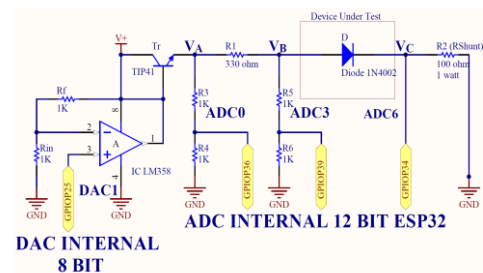 Device Under Test
V+
Tr
TIP41
VA
R1
330 ohm
VB
D
Diode 1N4002
VC
R2 (RShunt)
100 ohm
1 watt
Rf
1K
R3
1K
ADC0
R5
1K
ADC3
ADC6
8
2
3
A
1
4
IC LM358
Rin
1K
DAC1
R4
1K
R6
1K
GPIOP25
GPIOP36
GPIOP39
GPIOP34
GND
GND
GND
GND
GND
ADC INTERNAL 12 BIT ESP32
DAC INTERNAL
8 BIT